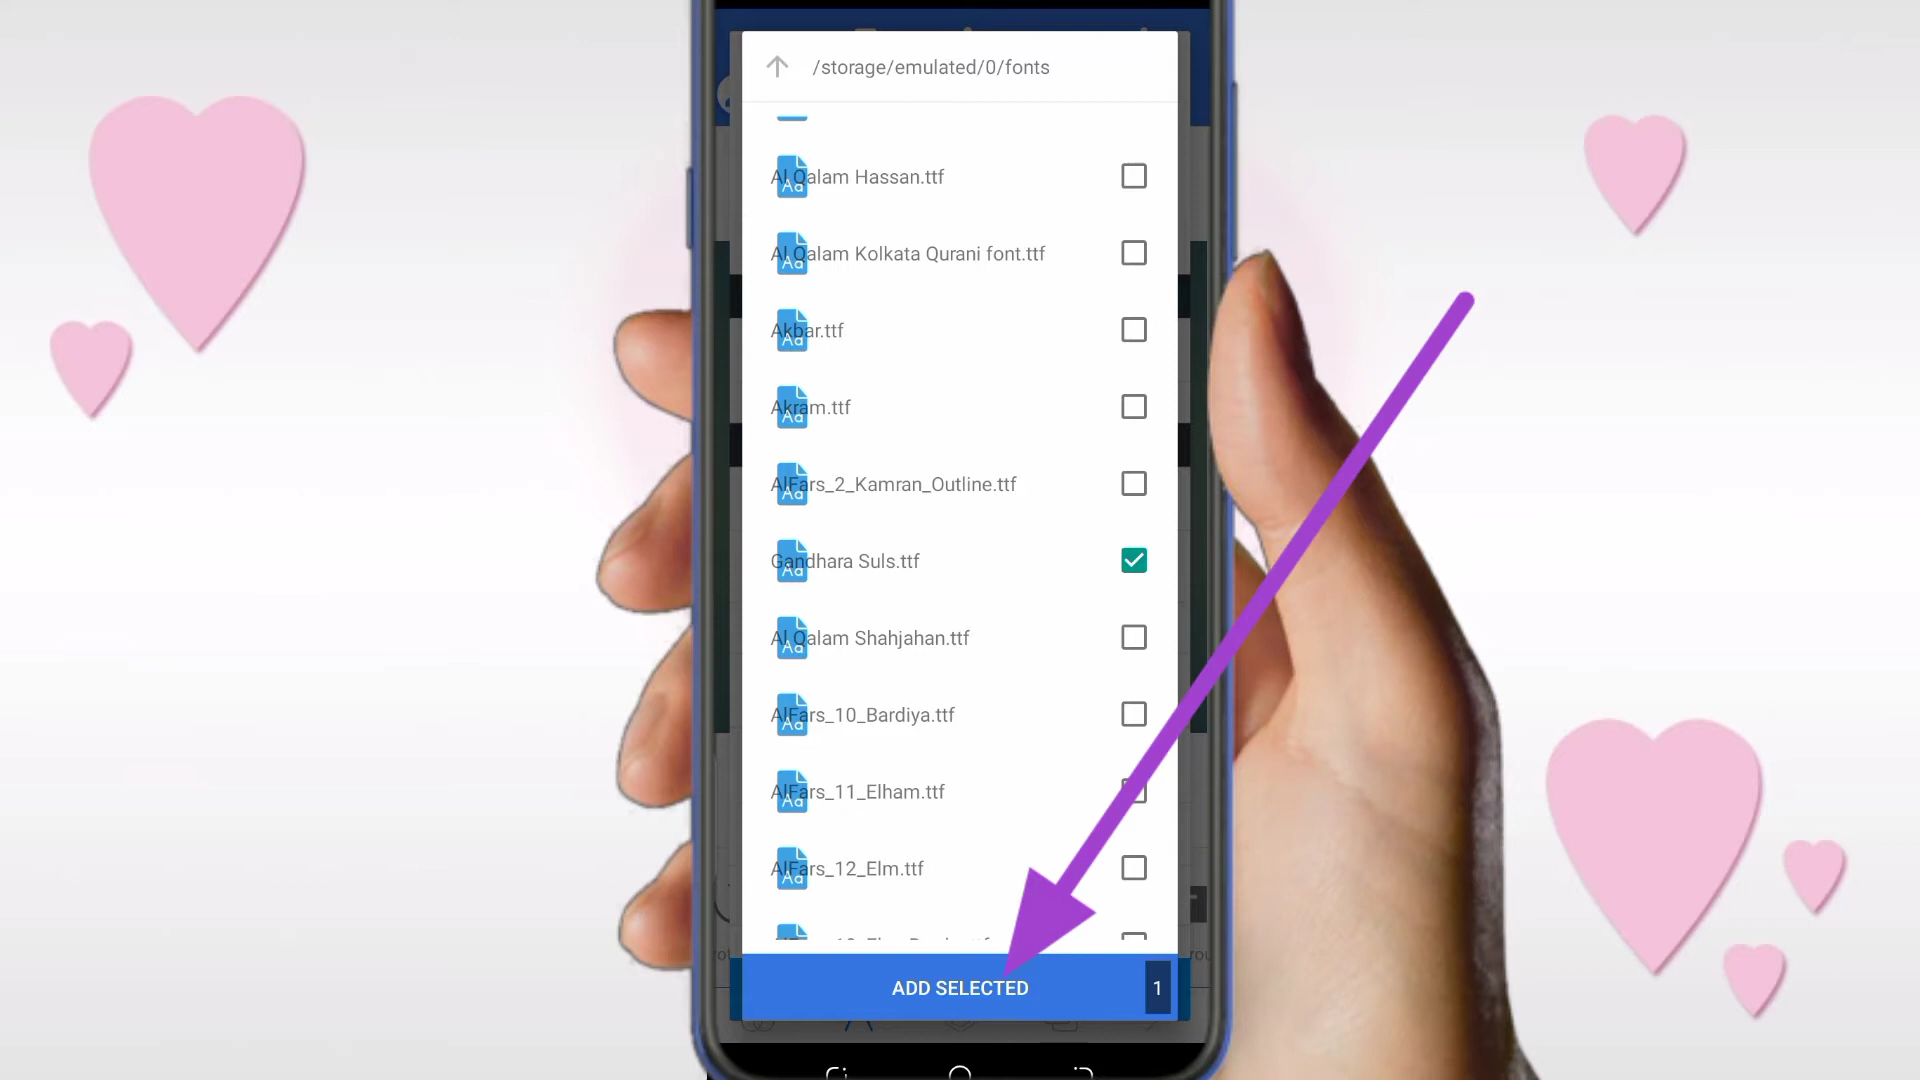 /storage/emulated/0/fonts
Al Qalam Hassan.ttf
Al Qalam Kolkata Qurani font.ttf
Akbar.ttf
Akram.ttf
AlFars_2_Kamran_Outline.ttf
Gandhara Suls.ttf
Al Qalam Shahjahan.ttf
AlFars_10_Bardiya.ttf
AlFars_11_Elham.ttf
AlFars_12_Elm.ttf
ADD SELECTED
1